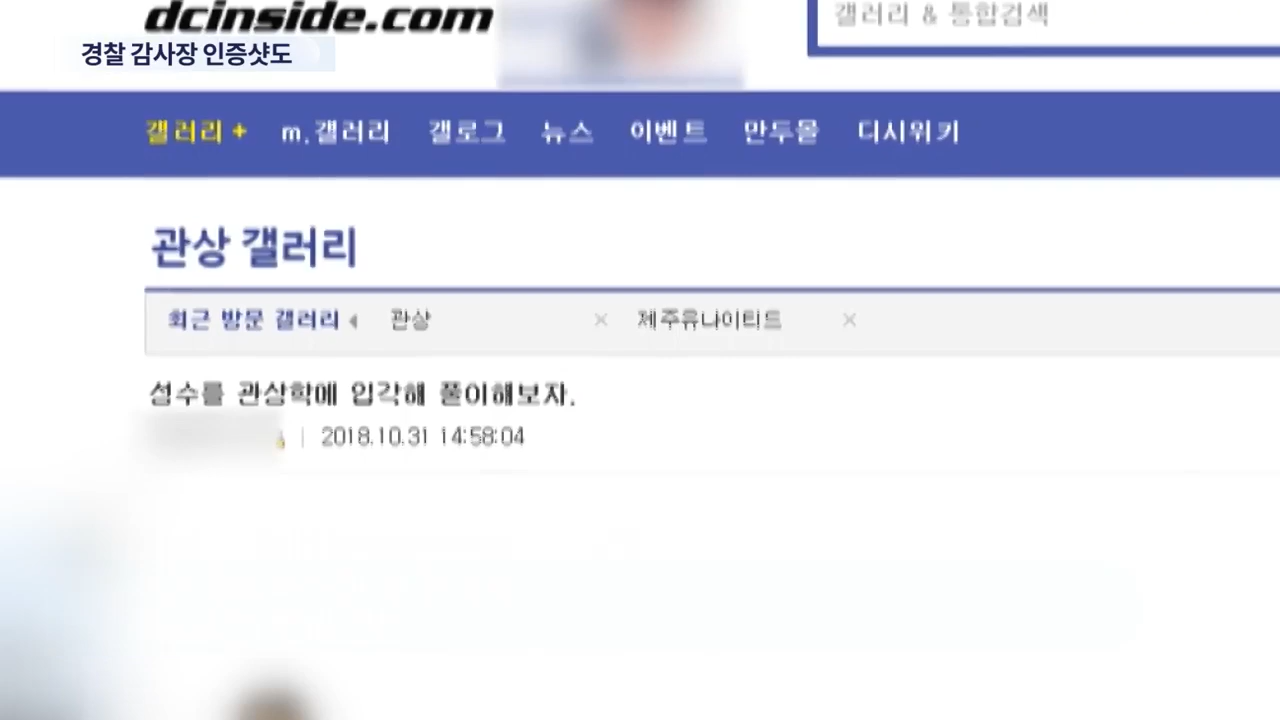 dcinside.com
갤러리 & 통합검색
경찰 감사장 인증샷도
갤러리 + m.갤러리 갤로그 뉴스 이벤트 만두몰 디시위키
관상 갤러리
최근 방문 갤러리 관상 × 제주유나이티드 ×
성수를 관상학에 입각해 풀이해보자.
2018.10.31 14:58:04